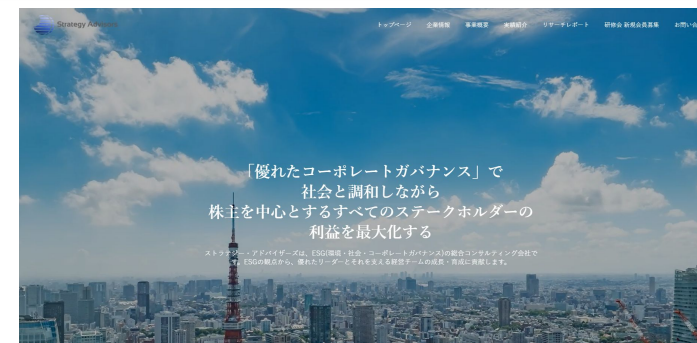 Strategy Advisors
トップページ 企業情報 事業概要 実績紹介 リサーチレポート 研修会 新規会員募集 お問い合
「優れたコーポレートガバナンス」で
社会と調和しながら
株主を中心とするすべてのステークホルダーの
利益を最大化する
ストラテジー・アドバイザーズは、ESG(環境・社会・コーポレートガバナンス)の総合コンサルティング会社で
す。ESGの観点から、優れたリーダーとそれを支える経営チームの成長・育成に貢献します。